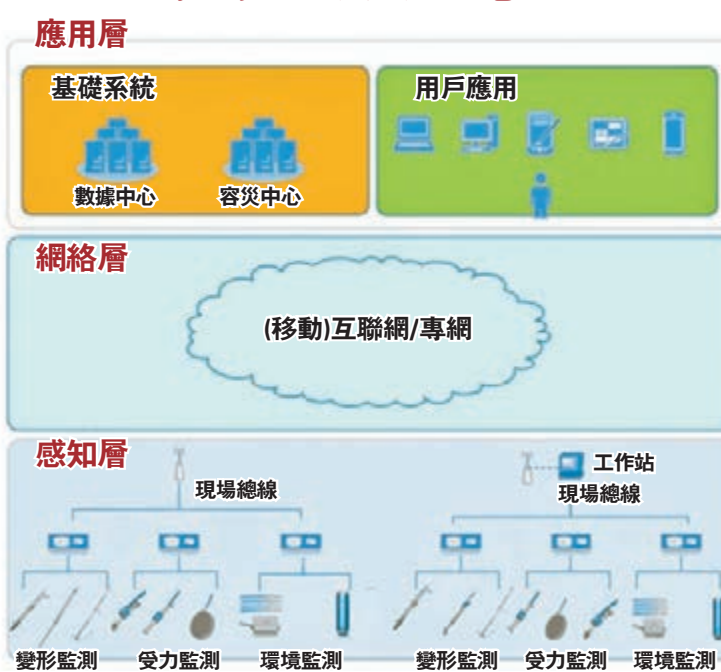 應用層
基礎系統
用戶應用
數據中心
容災中心
網絡層
(移動)互聯網/專網
感知層
工作站
現場總線
現場總線
變形監測
受力監測
環境監測
變形監測
受力監測
環境監測